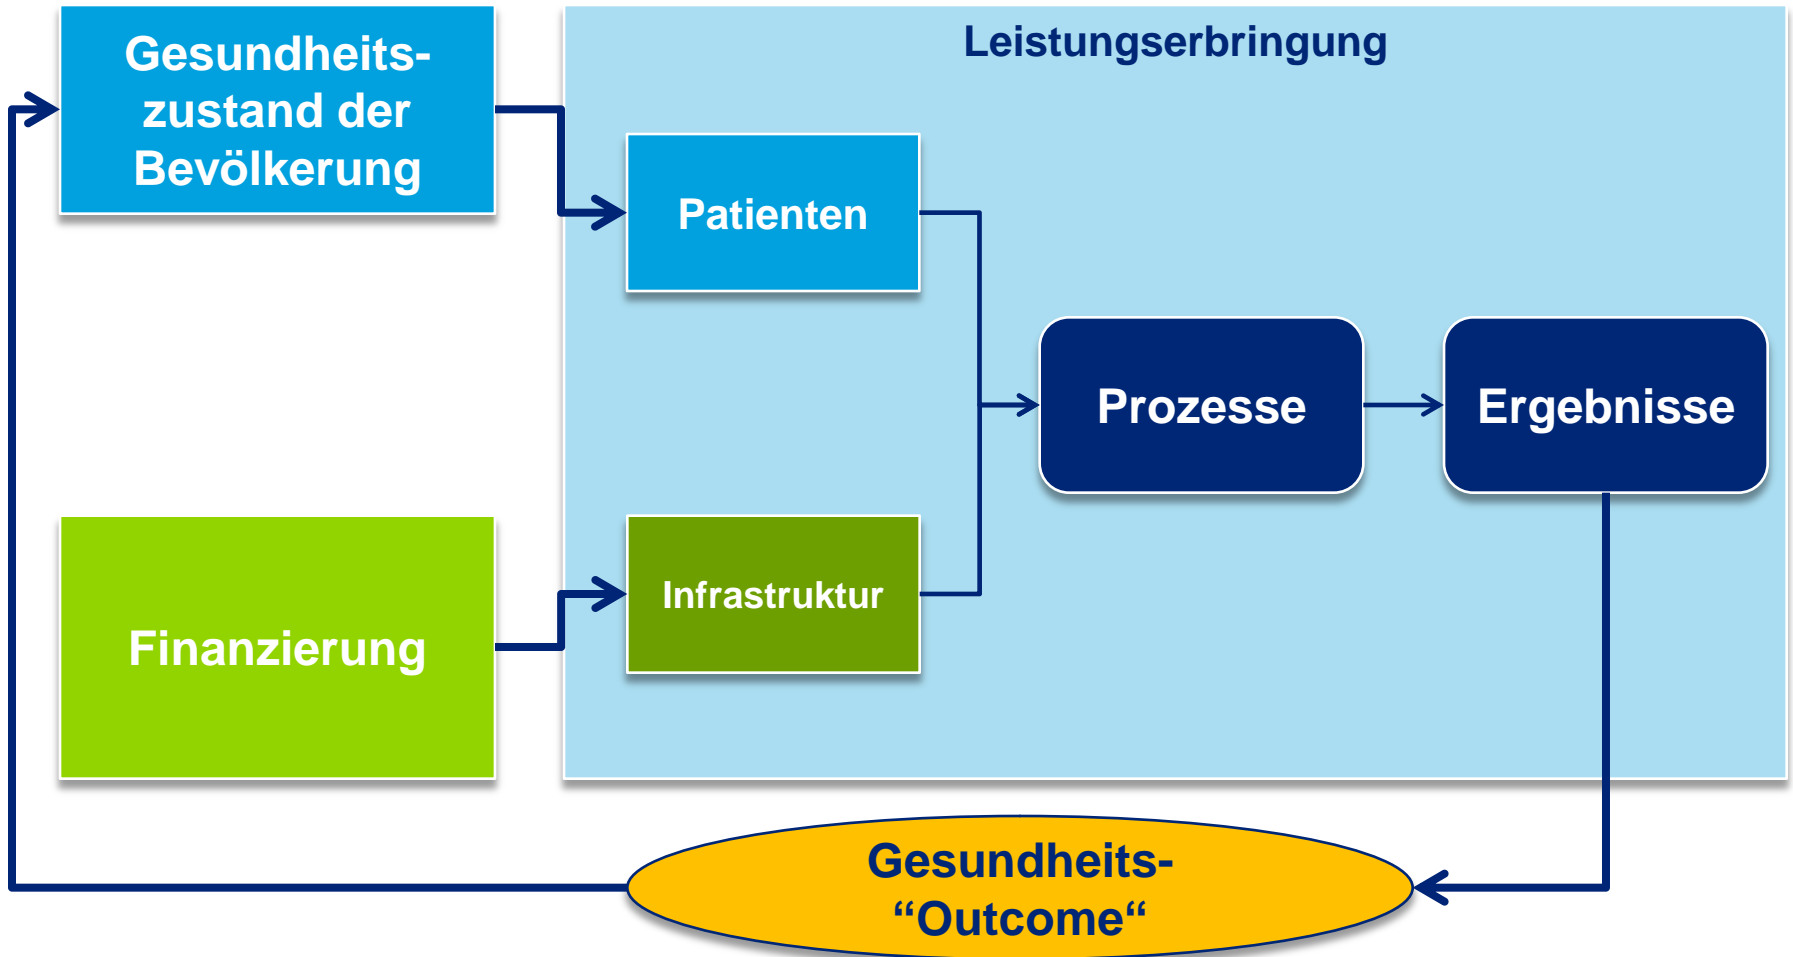 Gesundheits-
zustand der
Bevölkerung
Leistungserbringung
Patienten
Prozesse
Ergebnisse
Finanzierung
Infrastruktur
Gesundheits-
“Outcome“